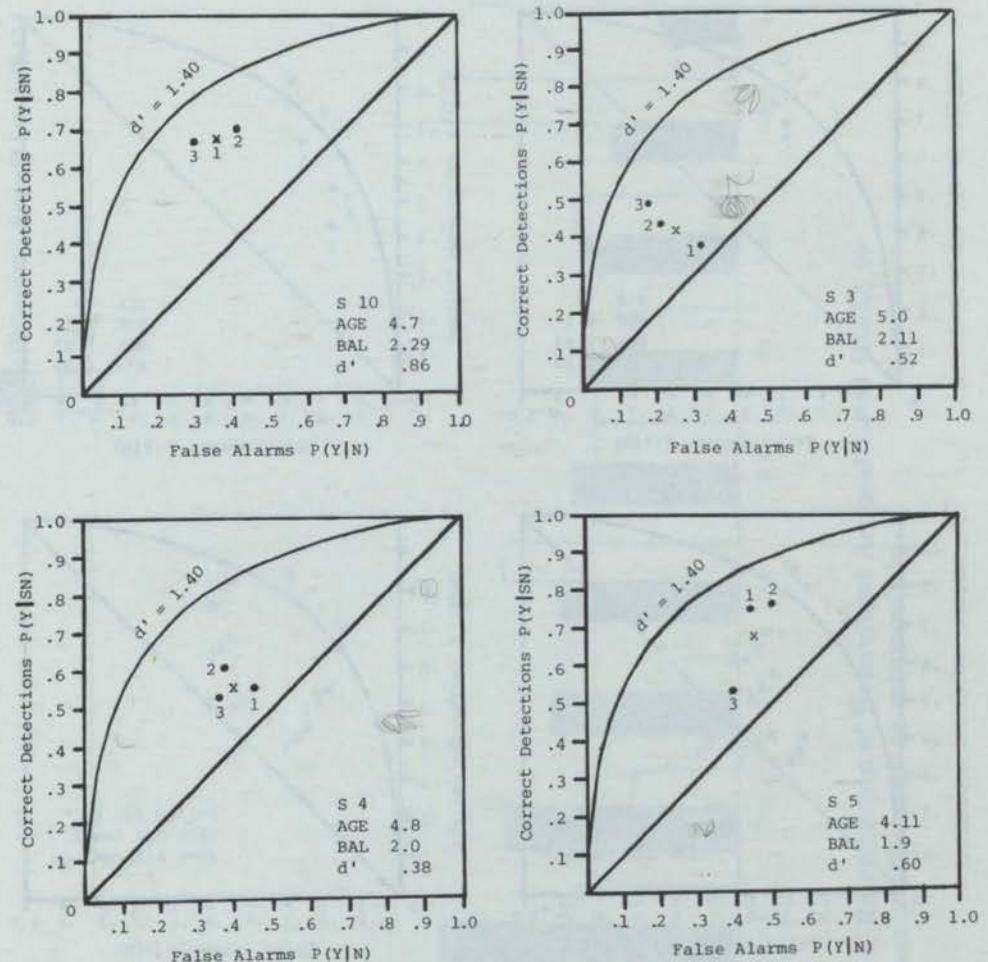 Correct Detections P(Y|SN)
1.0
.9
.8
.7
.6
.5
.4
.3
.2
.1
0
d' = 1.40
3
1
2
S 10
AGE 4.7
BAL 2.29
d' .86
.1 .2 .3 .4 .5 .6 .7 .8 .9 1.0
False Alarms P(Y|N)
Correct Detections P(Y|SN)
1.0
.9
.8
.7
.6
.5
.4
.3
.2
.1
0
d' = 1.40
3
2
1
S 3
AGE 5.0
BAL 2.11
d' .52
.1 .2 .3 .4 .5 .6 .7 .8 .9 1.0
False Alarms P(Y|N)
Correct Detections P(Y|SN)
1.0
.9
.8
.7
.6
.5
.4
.3
.2
.1
0
d' = 1.40
2
3
1
S 4
AGE 4.8
BAL 2.0
d' .38
.1 .2 .3 .4 .5 .6 .7 .8 .9 1.0
False Alarms P(Y|N)
Correct Detections P(Y|SN)
1.0
.9
.8
.7
.6
.5
.4
.3
.2
.1
d' = 1.40
1 2
3
S 5
AGE 4.11
BAL 1.9
d' .60
.1 .2 .3 .4 .5 .6 .7 .8 .9 1.0
False Alarms P(Y|N)